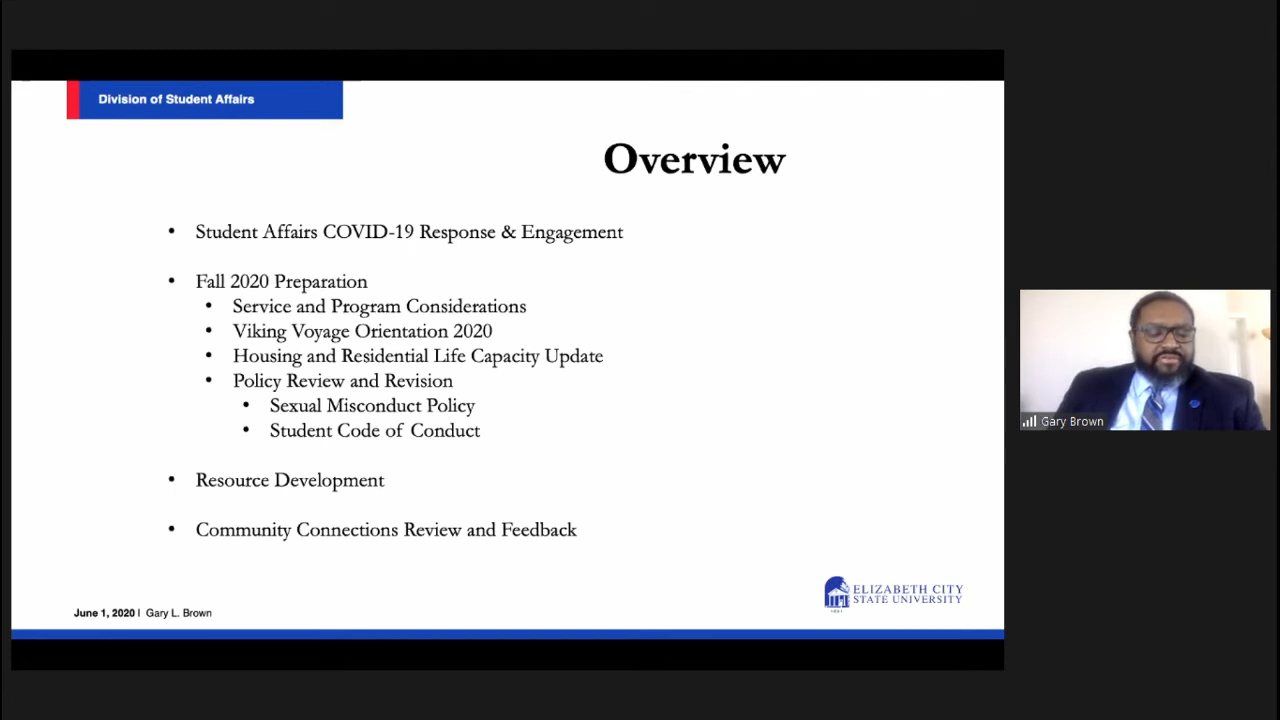 Division of Student Affairs
Overview
• Student Affairs COVID-19 Response & Engagement
• Fall 2020 Preparation
• Service and Program Considerations
• Viking Voyage Orientation 2020
• Housing and Residential Life Capacity Update
• Policy Review and Revision
• Sexual Misconduct Policy
• Student Code of Conduct
• Resource Development
• Community Connections Review and Feedback
June 1, 2020 | Gary L. Brown
ELIZABETH CITY
STATE UNIVERSITY
Gary Brown